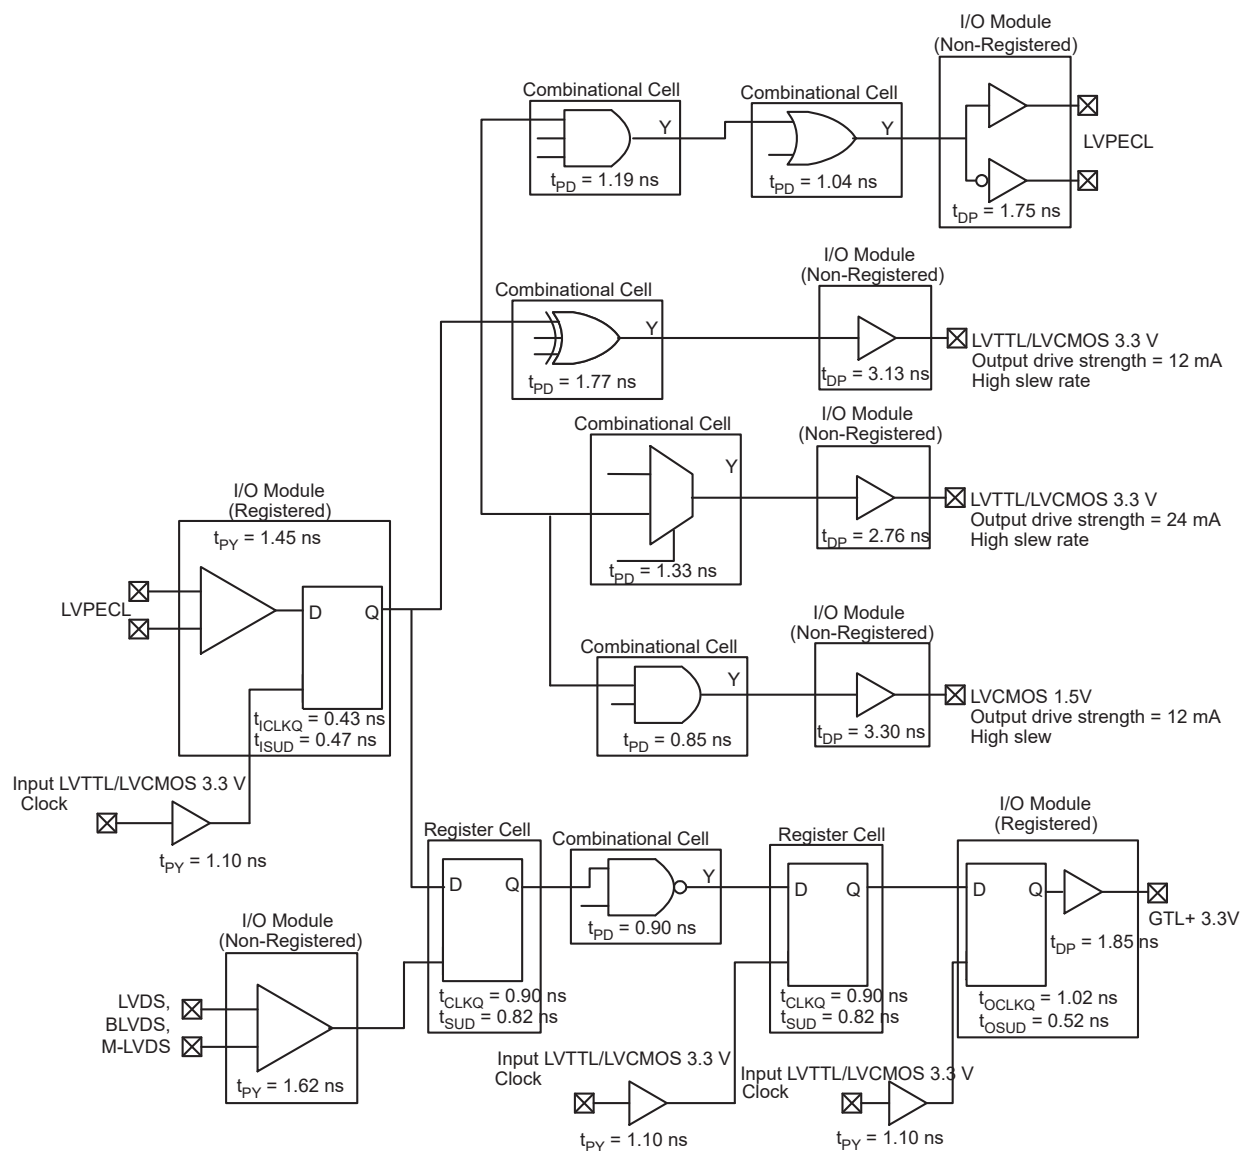 I/O Module
(Non-Registered)
Combinational Cell
Y
tPD = 1.19 ns
Combinational Cell
Y
tPD = 1.04 ns
LVPECL
tDP = 1.75 ns
Combinational Cell
Y
tPD = 1.77 ns
I/O Module
(Non-Registered)
tDP = 3.13 ns
LVTTL/LVCMOS 3.3 V
Output drive strength = 12 mA
High slew rate
Combinational Cell
Y
tPD = 1.33 ns
I/O Module
(Non-Registered)
tDP = 2.76 ns
LVTTL/LVCMOS 3.3 V
Output drive strength = 24 mA
High slew rate
I/O Module
(Registered)
tPY = 1.45 ns
LVPECL
D
Q
tICLKQ = 0.43 ns
tISUD = 0.47 ns
Input LVTTL/LVCMOS 3.3 V
Clock
tPY = 1.10 ns
Combinational Cell
Y
tPD = 0.85 ns
I/O Module
(Non-Registered)
tDP = 3.30 ns
LVCMOS 1.5V
Output drive strength = 12 mA
High slew
Register Cell
D
Q
tCLKQ = 0.90 ns
tSUD = 0.82 ns
Combinational Cell
Y
tPD = 0.90 ns
Register Cell
D
Q
tCLKQ = 0.90 ns
tSUD = 0.82 ns
I/O Module
(Registered)
D
Q
tDP = 1.85 ns
tOCLKQ = 1.02 ns
tOSUD = 0.52 ns
GTL+ 3.3V
I/O Module
(Non-Registered)
LVDS,
BLVDS,
M-LVDS
tPY = 1.62 ns
Input LVTTL/LVCMOS 3.3 V
Clock
tPY = 1.10 ns
Input LVTTL/LVCMOS 3.3 V
Clock
tPY = 1.10 ns